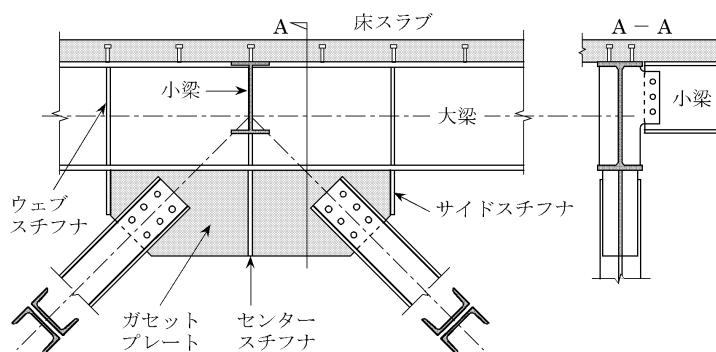 A
床スラブ
A − A
小梁
大梁
小梁
ウェブ
スチフナ
サイドスチフナ
ガセット
プレート
センター
スチフナ